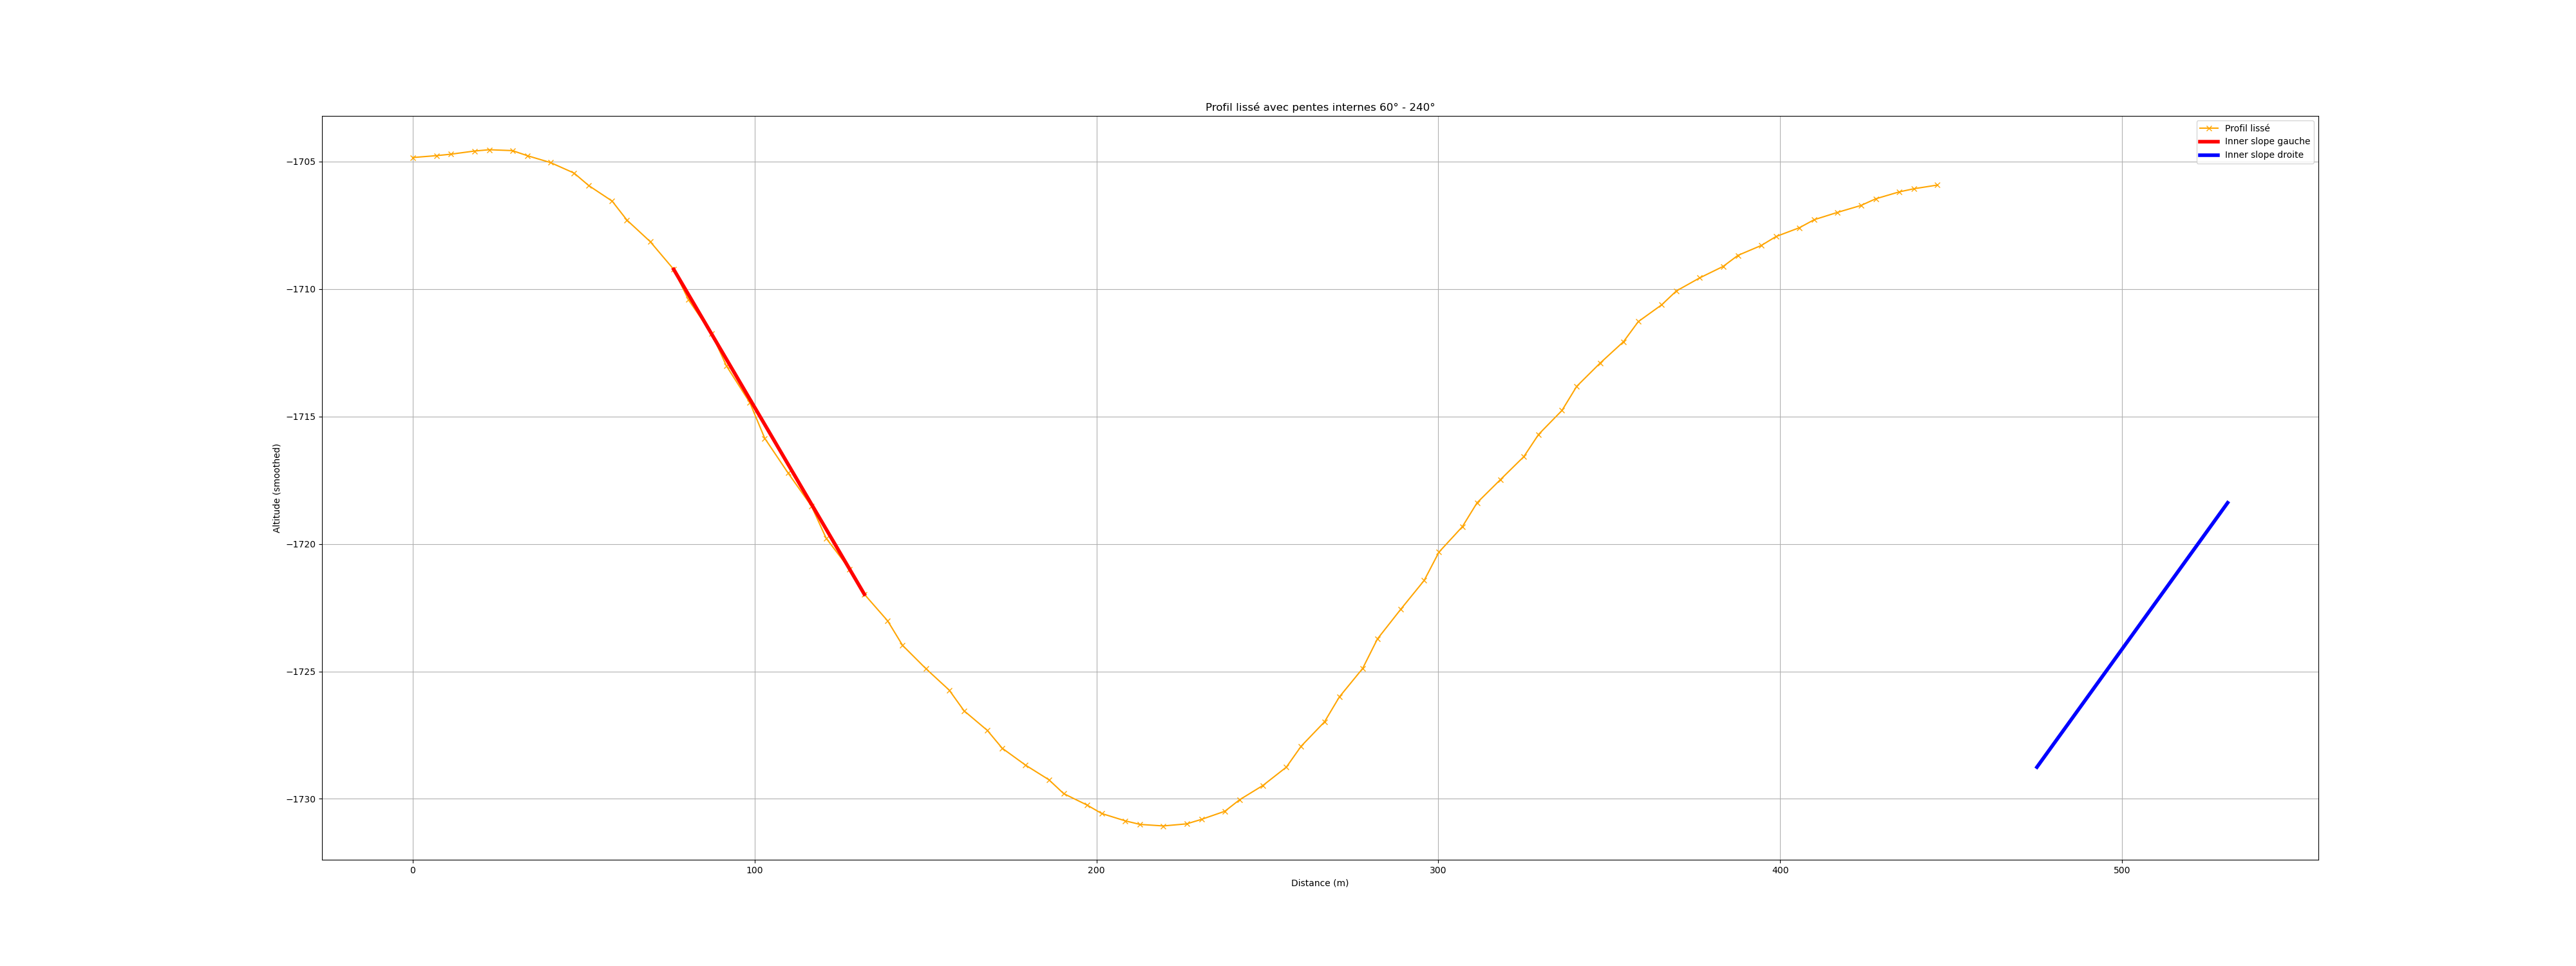 Profil lissé avec pentes internes 60° - 240°
Profil lissé
Inner slope gauche
Inner slope droite
Altitude (smoothed)
−1705
−1710
−1715
−1720
−1725
−1730
0
100
200
300
400
500
Distance (m)